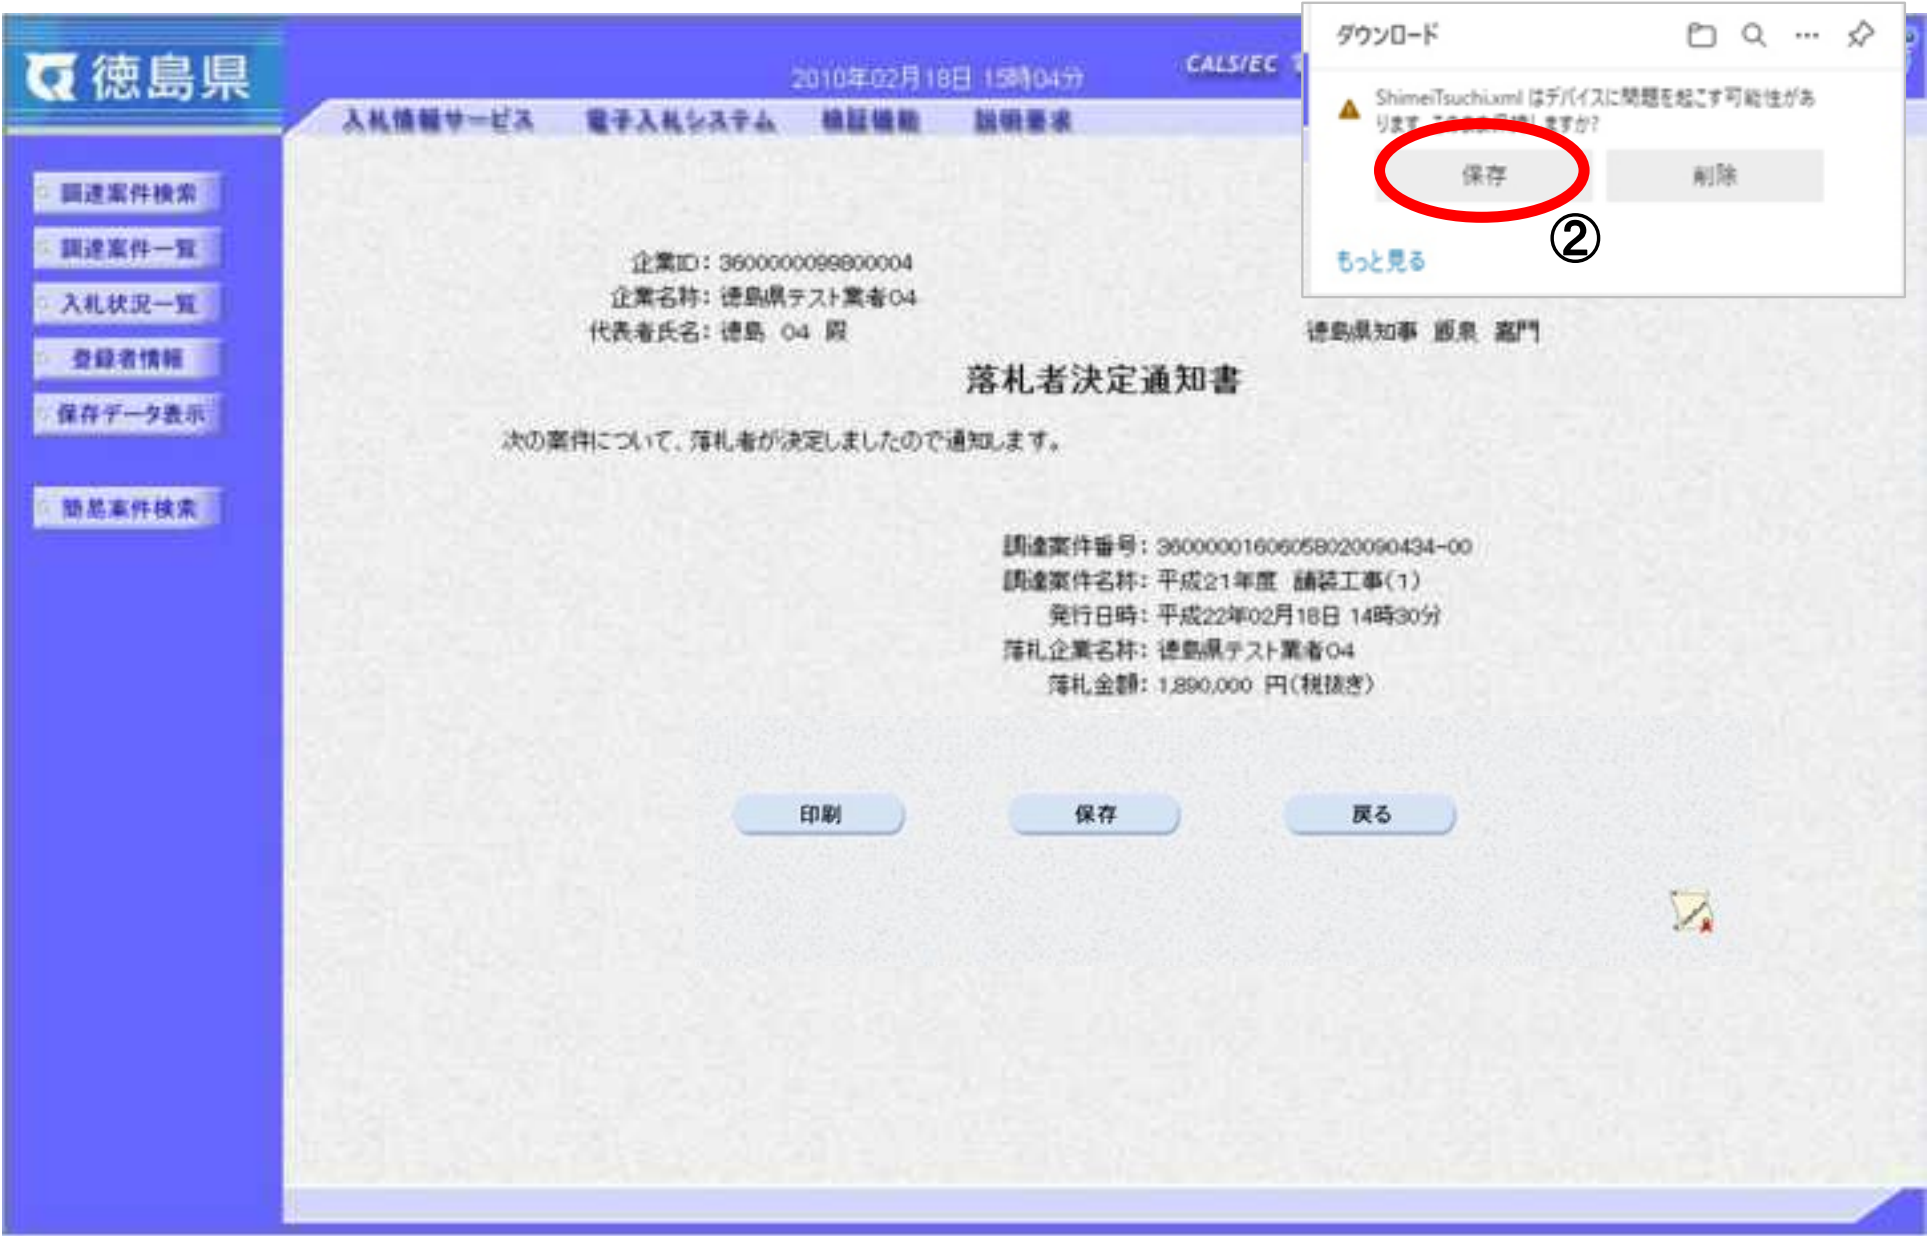 徳島県
2010年02月18日 15時04分
CALS/EC
入札情報サービス 電子入札システム 検証機能 説明要求
ダウンロード
ShimeiTsuchi.xml はデバイスに問題を起こす可能性があ
ります。このまま保持しますか?
保存 削除
②
もっと見る
調達案件検索
調達案件一覧
入札状況一覧
登録者情報
保存データ表示
簡易案件検索
企業ID: 3600000099800004
企業名称: 徳島県テスト業者04
代表者氏名: 徳島 04 殿
徳島県知事 飯泉 嘉門
落札者決定通知書
次の案件について、落札者が決定しましたので通知します。
調達案件番号: 36000001606058020090434-00
調達案件名称: 平成21年度 舗装工事(1)
発行日時: 平成22年02月18日 14時30分
落札企業名称: 徳島県テスト業者04
落札金額: 1,890,000 円(税抜き)
印刷 保存 戻る